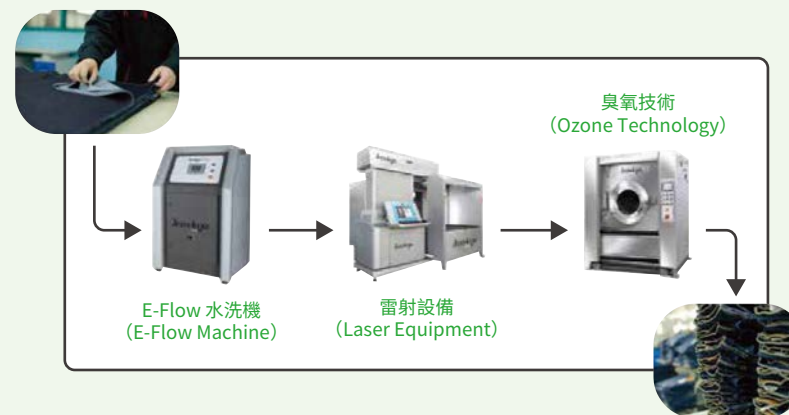 臭氧技術
（Ozone Technology）
E-Flow 水洗機
（E-Flow Machine）
雷射設備
（Laser Equipment）